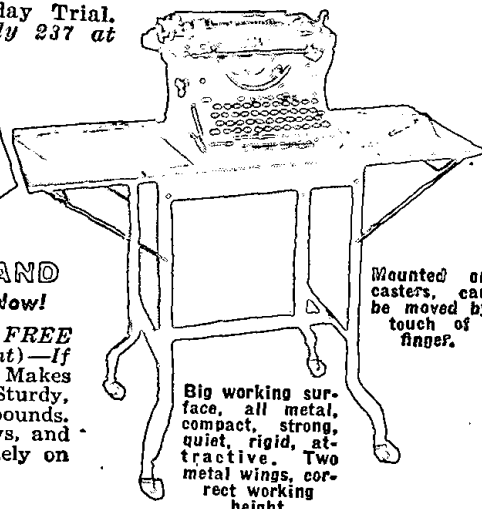 day Trial.
ly 237 at
AND
Now!
FREE
nt)—If
Makes
Sturdy,
pounds.
ys, and
ely on
Mounted on
casters, can
be moved by
touch of
finger.
Big working sur-
face, all metal,
compact, strong,
quiet, rigid, at-
tractive. Two
metal wings, cor-
rect working
height